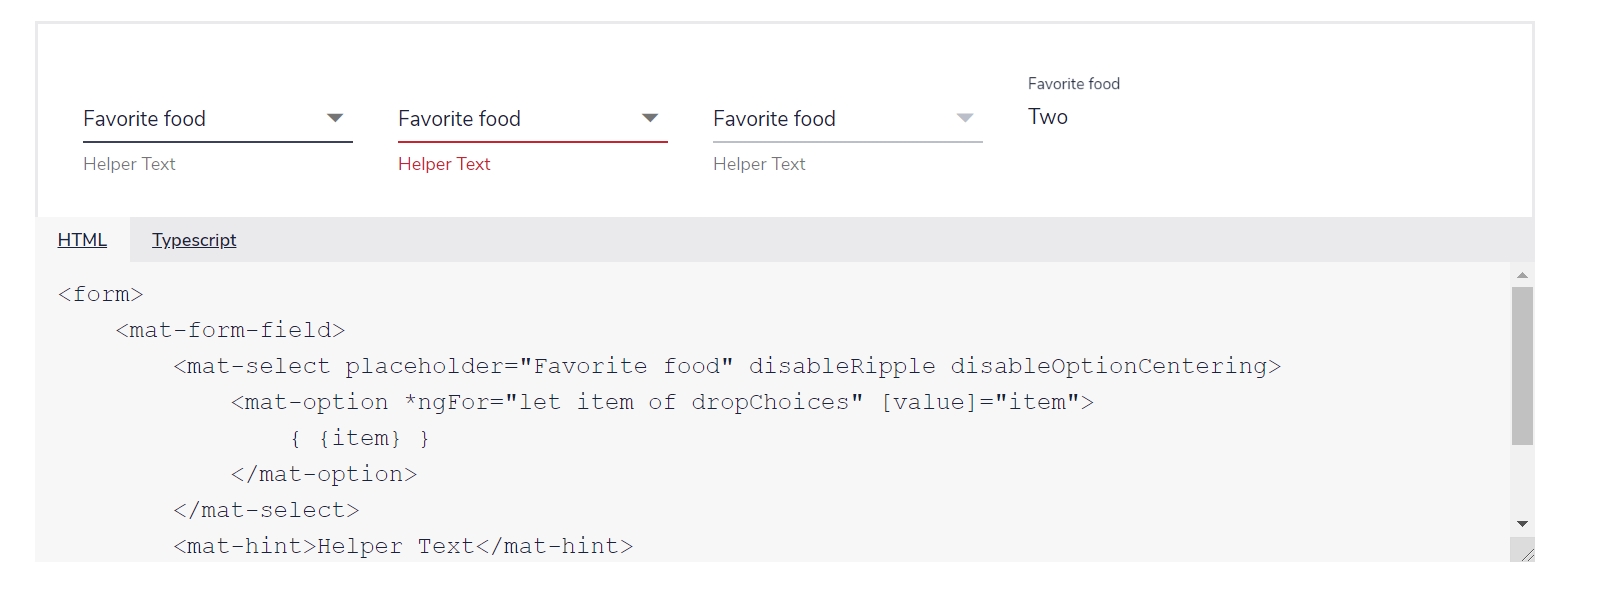 Favorite food
Favorite food Favorite food Favorite food Two
Helper Text Helper Text Helper Text
HTML Typescript
<form>
<mat-form-field>
<mat-select placeholder="Favorite food" disableRipple disableOptionCentering>
<mat-option *ngFor="let item of dropChoices" [value]="item">
{ {item} }
</mat-option>
</mat-select>
<mat-hint>Helper Text</mat-hint>